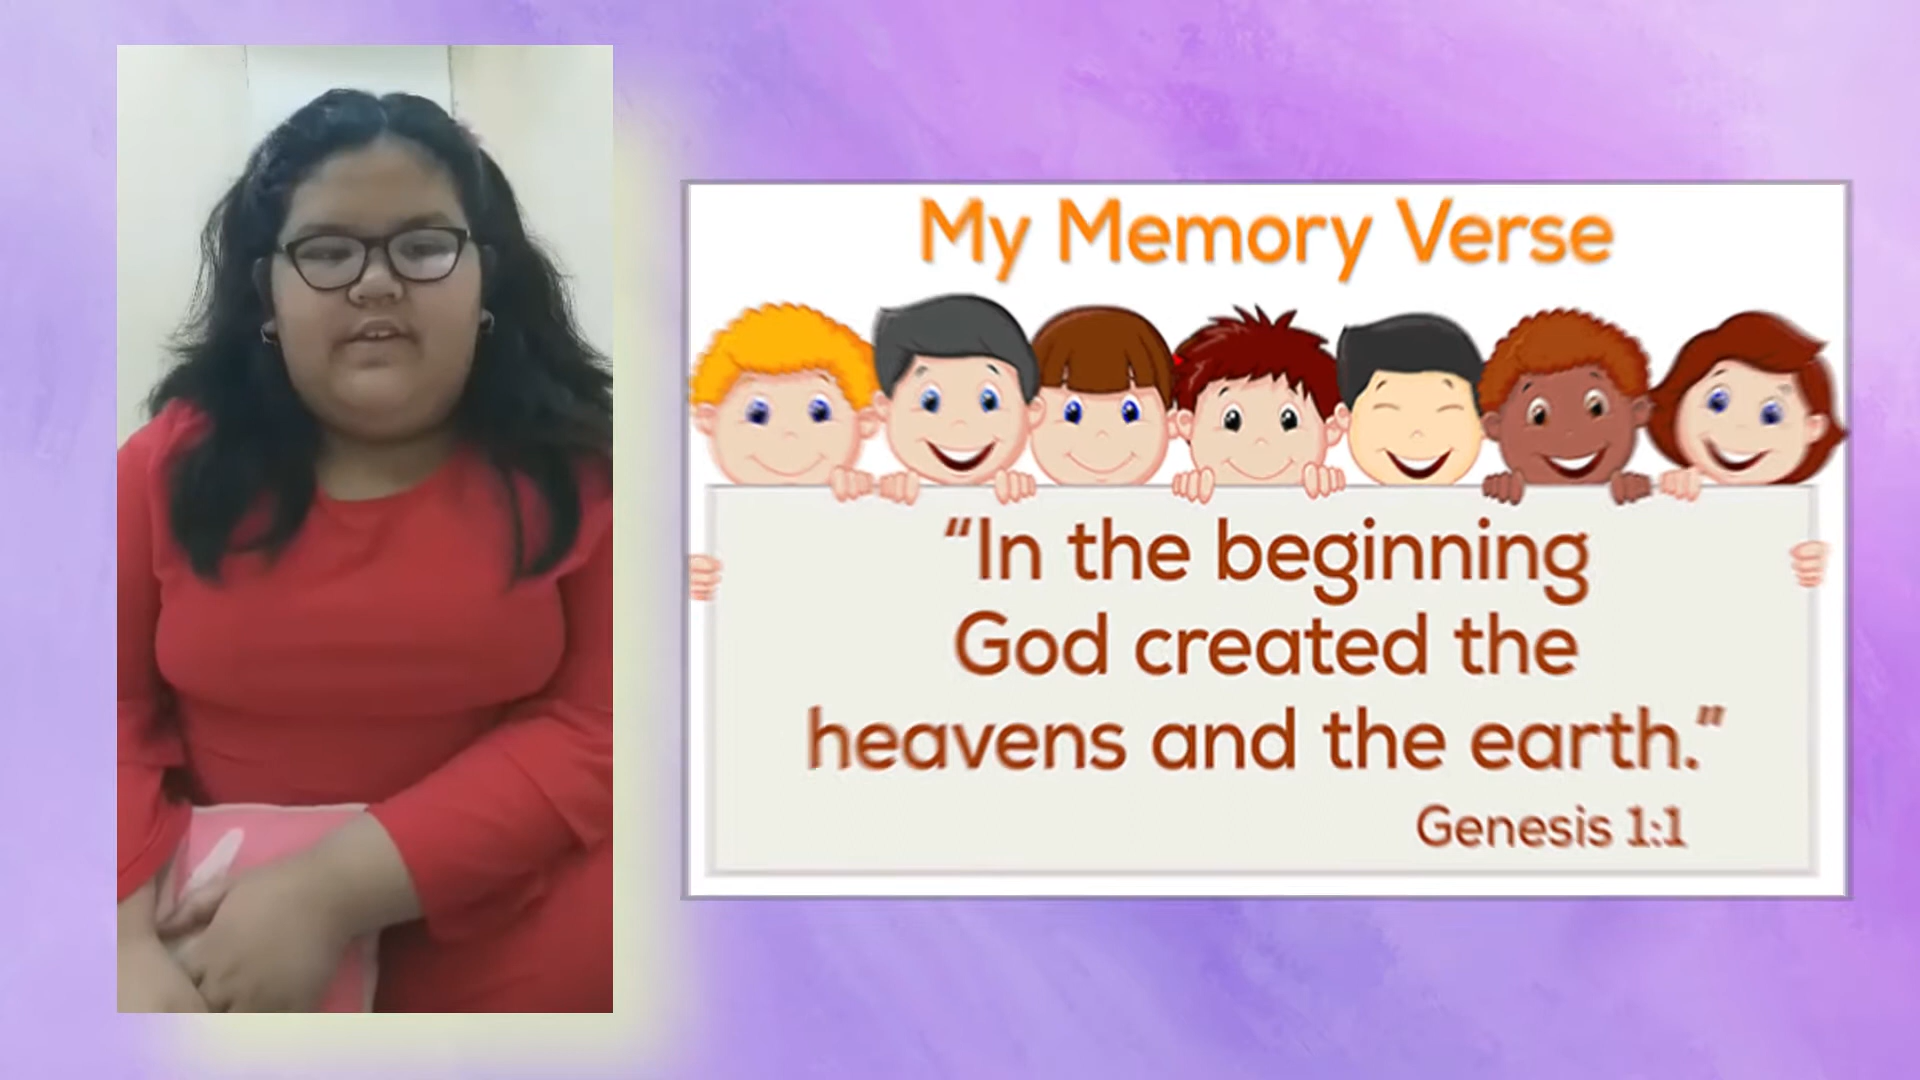 My Memory Verse
“In the beginning
God created the
heavens and the earth.”
Genesis 1:1